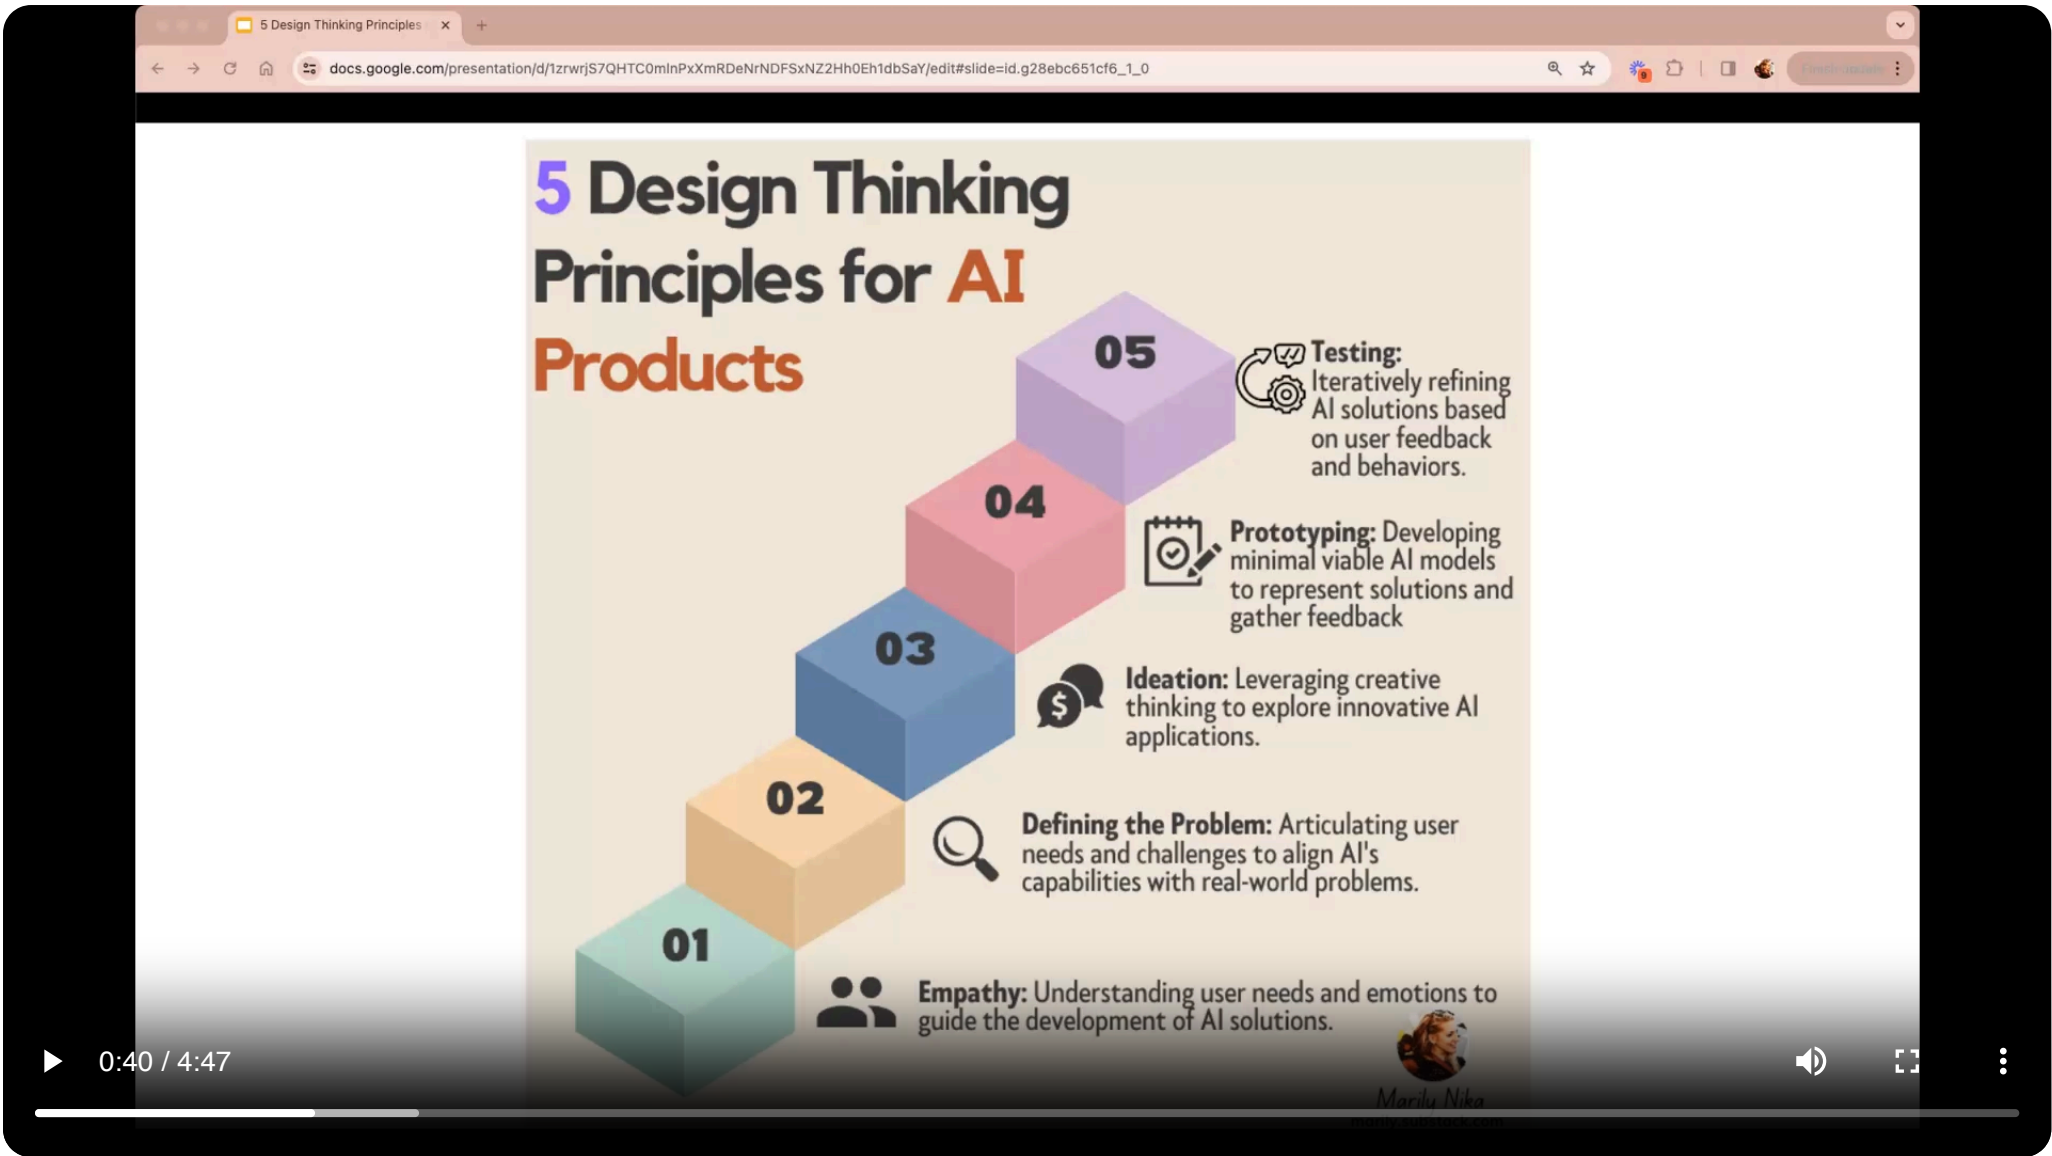 5 Design Thinking Principles
docs.google.com/presentation/d/1zrwrjS7QHTC0mlnPxXmRDeNrNDFSxNZ2Hh0Eh1dbSaY/edit#slide=id.g28ebc651cf6_1_0
9
5 Design Thinking
Principles for AI
Products
05
Testing:
Iteratively refining
AI solutions based
on user feedback
and behaviors.
04
Prototyping: Developing
minimal viable AI models
to represent solutions and
gather feedback
03
Ideation: Leveraging creative
thinking to explore innovative AI
applications.
02
Defining the Problem: Articulating user
needs and challenges to align AI's
capabilities with real-world problems.
01
Empathy: Understanding user needs and emotions to
guide the development of AI solutions.
Marily Nika
marily.substack.com
0:40 / 4:47